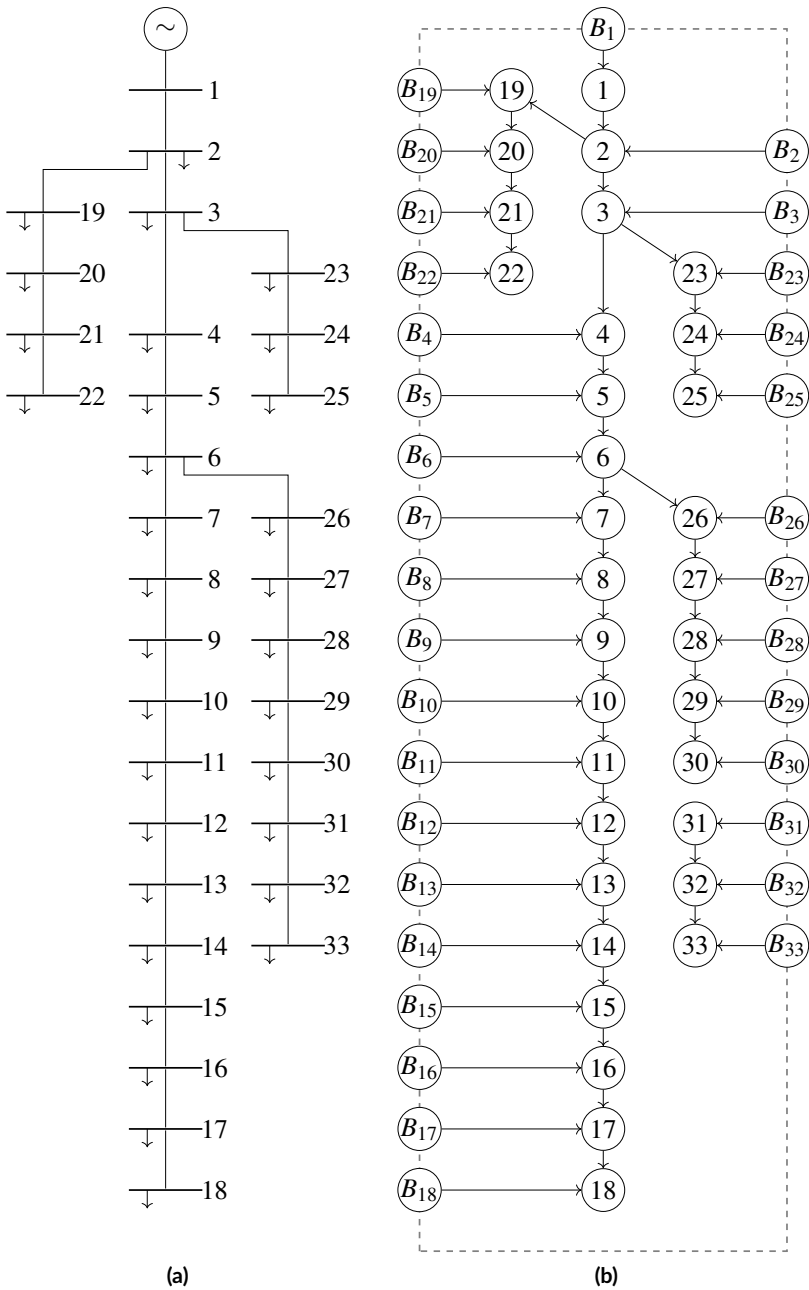 ∼
1
2
19 3
20 23
21 4 24
22 5 25
6
7 26
8 27
9 28
10 29
11 30
12 31
13 32
14 33
15
16
17
18
(a)
B1
B19 19 1
B20 20 2 B2
B21 21 3 B3
B22 22 23 B23
B4 4 24 B24
B5 5 25 B25
B6 6
B7 7 26 B26
B8 8 27 B27
B9 9 28 B28
B10 10 29 B29
B11 11 30 B30
B12 12 31 B31
B13 13 32 B32
B14 14 33 B33
B15 15
B16 16
B17 17
B18 18
(b)